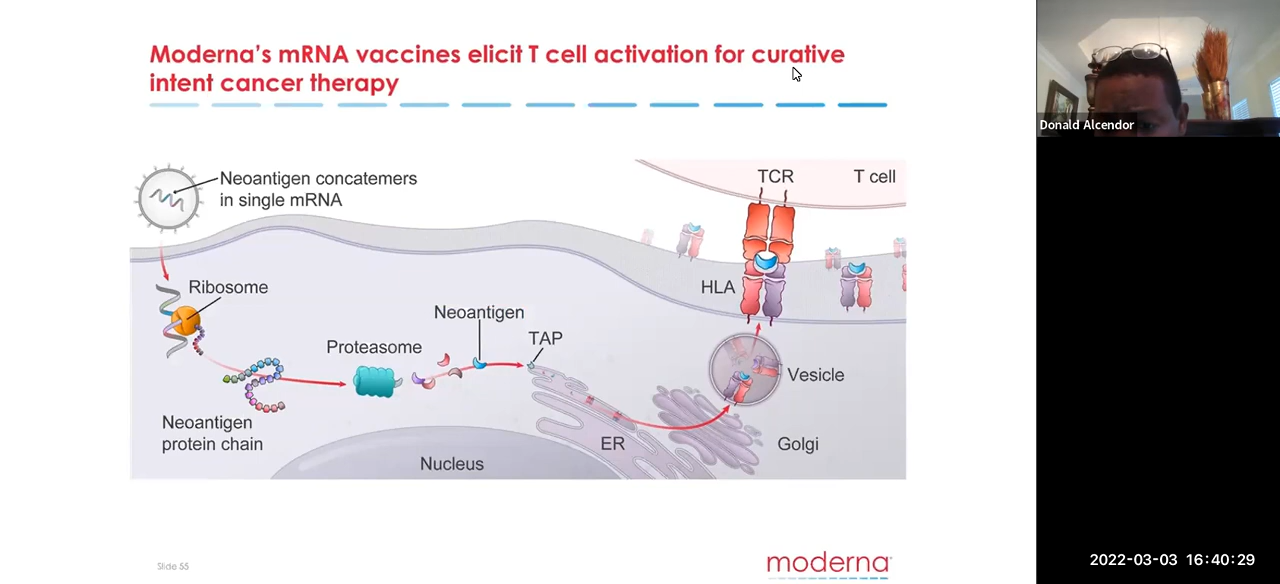 Moderna's mRNA vaccines elicit T cell activation for curative
intent cancer therapy
Donald Alcendor
Neoantigen concatemers
in single mRNA
TCR
T cell
Ribosome
HLA
Neoantigen
TAP
Proteasome
Vesicle
Neoantigen
protein chain
ER
Golgi
Nucleus
Slide 55
moderna
2022-03-03 16:40:29